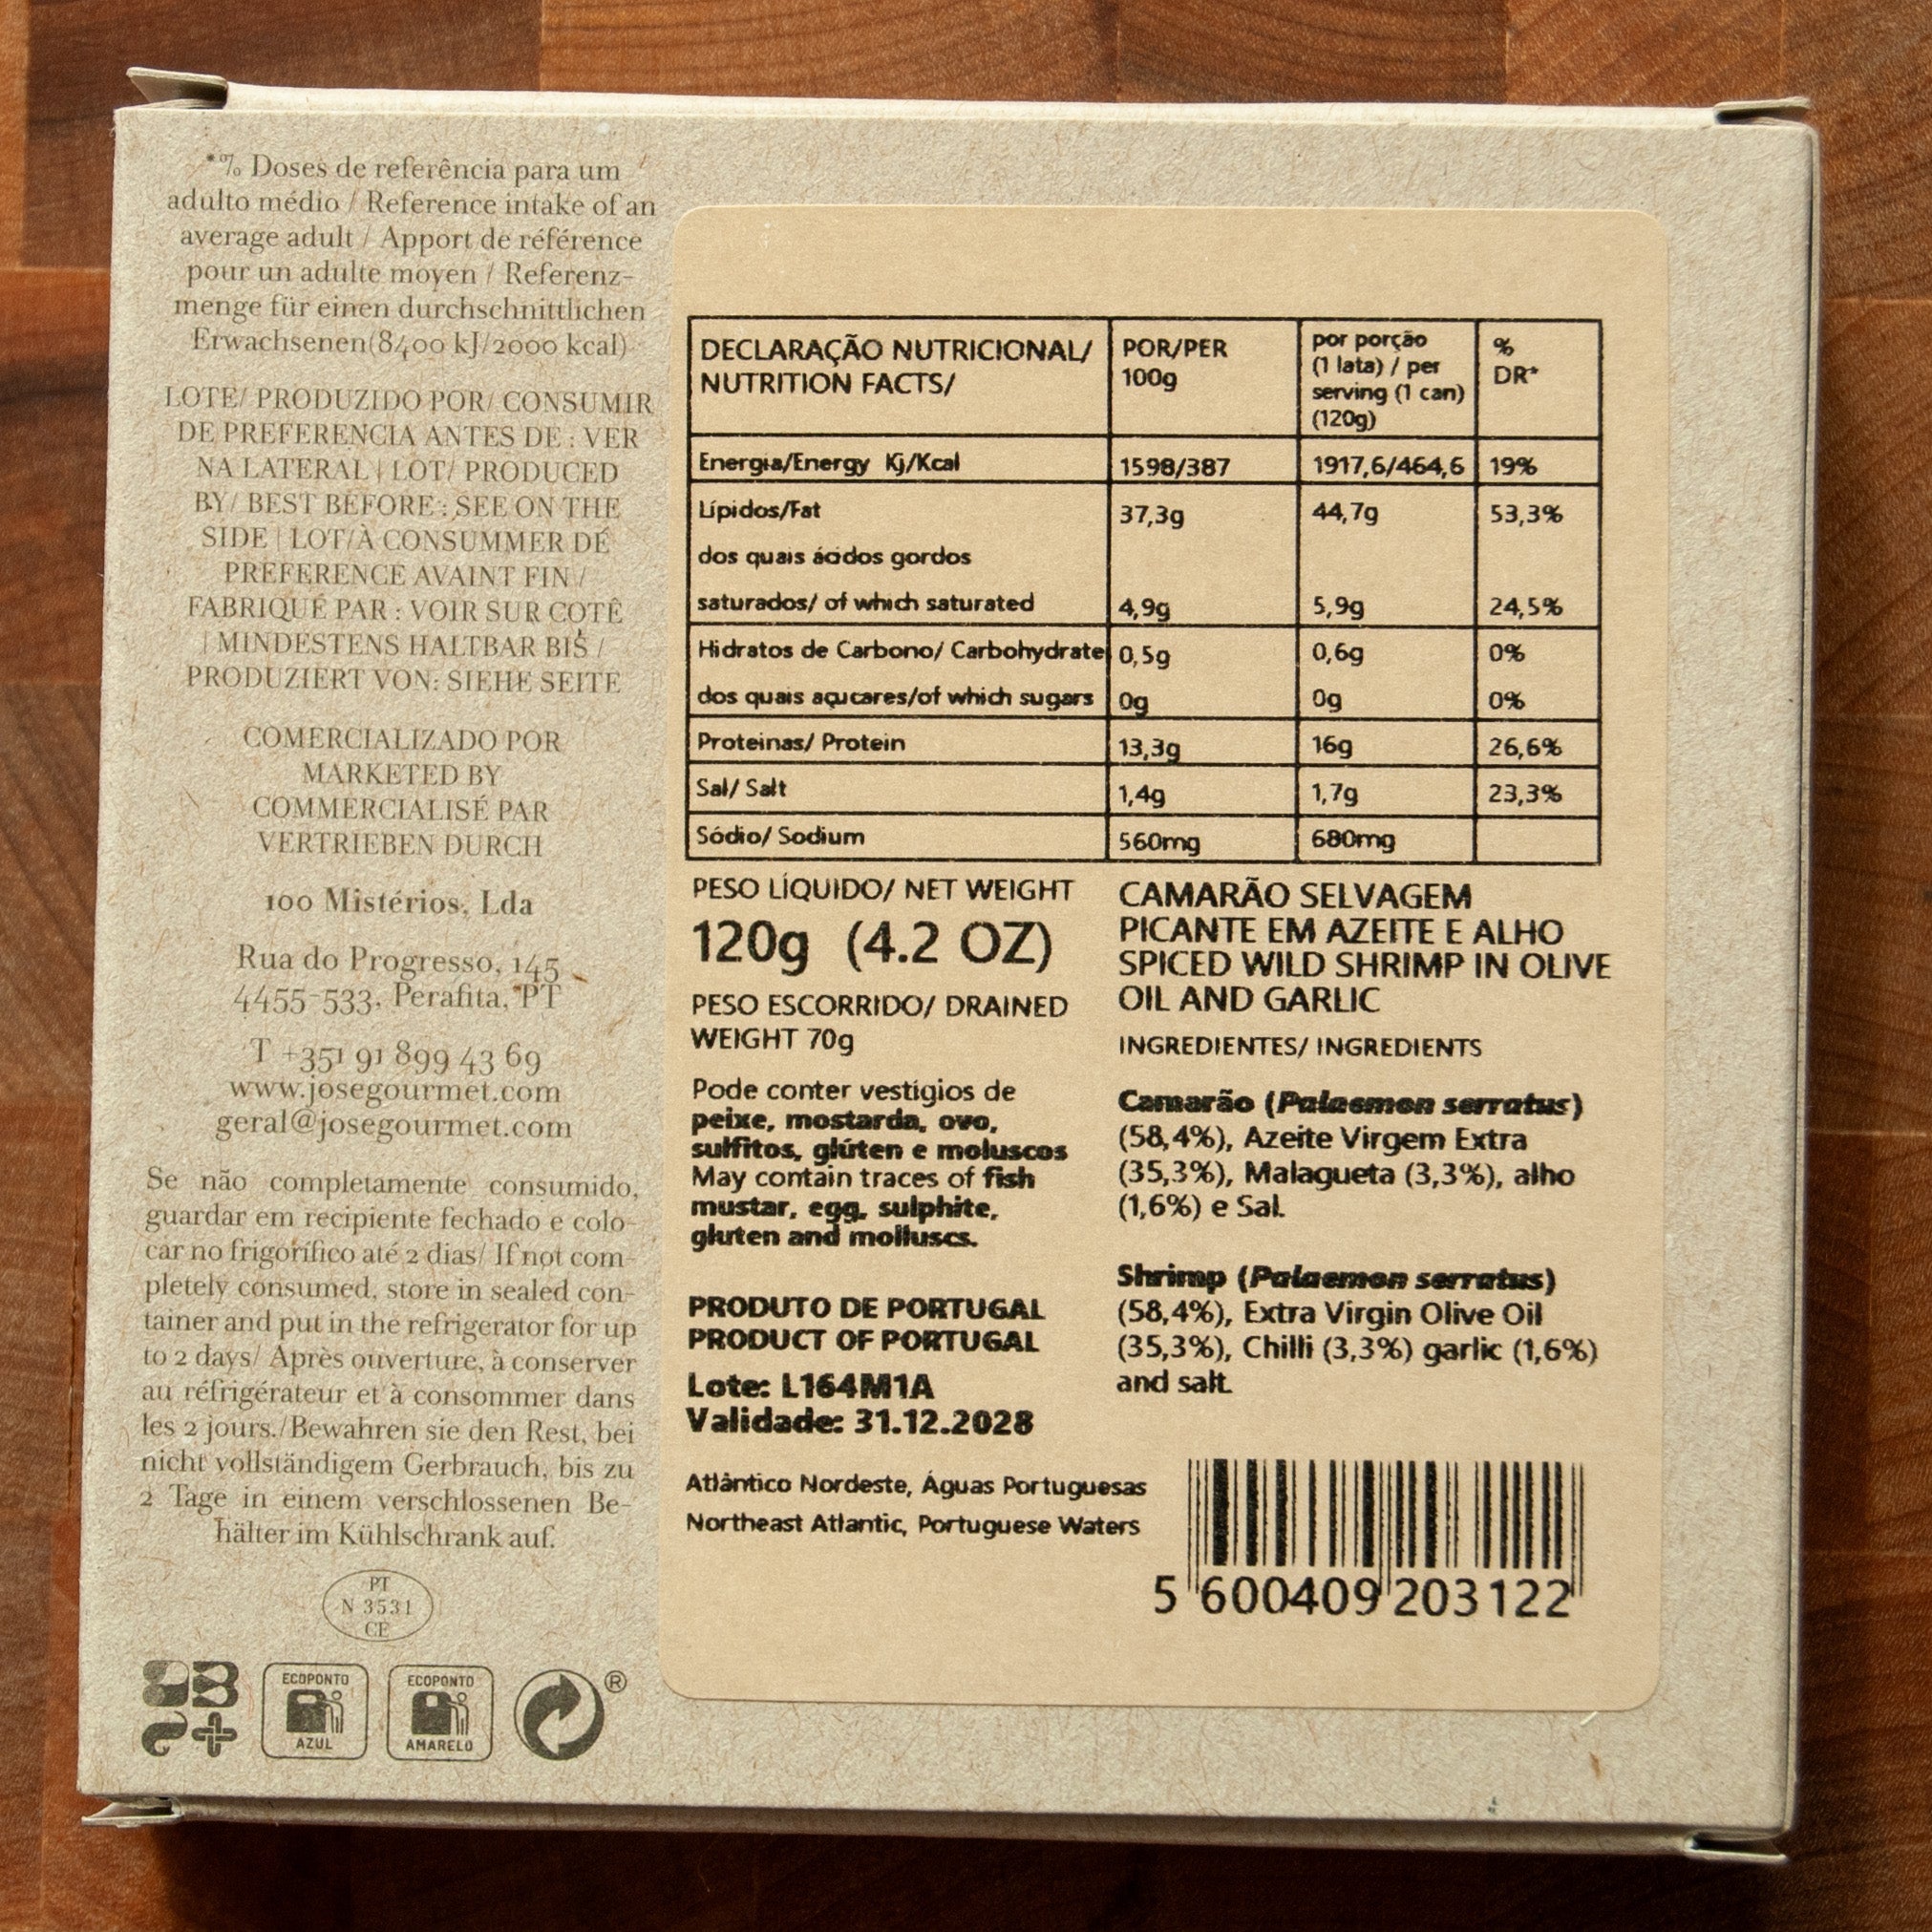 *% Doses de referência para um
adulto médio / Reference intake of an
average adult / Apport de référence
pour un adulte moyen / Referenz-
menge für einen durchschnittlichen
Erwachsenen(8400 kJ/2000 kcal)
LOTE/ PRODUZIDO POR/ CONSUMIR
DE PREFERENCIA ANTES DE : VER
NA LATERAL | LOT/ PRODUCED
BY/ BEST BEFORE : SEE ON THE
SIDE | LOT/À CONSUMMER DÉ
PREFERENCE AVAINT FIN /
FABRIQUÉ PAR : VOIR SUR COTÊ
| MINDESTENS HALTBAR BIS /
PRODUZIERT VON: SIEHE SEITE
COMERCIALIZADO POR
MARKETED BY
COMMERCIALISÉ PAR
VERTRIEBEN DURCH
100 Mistérios, Lda
Rua do Progresso, 145
4455-533, Perafita, PT
T +351 91 899 43 69
www.josegourmet.com
geral@josegourmet.com
Se não completamente consumido,
guardar em recipiente fechado e colo-
car no frigorífico até 2 dias/ If not com-
pletely consumed, store in sealed con-
tainer and put in the refrigerator for up
to 2 days/ Après ouverture, à conserver
au réfrigérateur et à consommer dans
les 2 jours./Bewahren sie den Rest, bei
nicht vollständigem Gerbrauch, bis zu
2 Tage in einem verschlossenen Be-
hälter im Kühlschrank auf.
PT
N 3531
CE
ECOPONTO
AZUL
ECOPONTO
AMARELO
®
DECLARAÇÃO NUTRICIONAL/
NUTRITION FACTS/
POR/PER
100g
por porção
(1 lata) / per
serving (1 can)
(120g)
%
DR*
Energia/Energy Kj/Kcal 1598/387 1917,6/464,6 19%
Lípidos/Fat 37,3g 44,7g 53,3%
dos quais ácidos gordos
saturados/ of which saturated 4,9g 5,9g 24,5%
Hidratos de Carbono/ Carbohydrate 0,5g 0,6g 0%
dos quais açucares/of which sugars 0g 0g 0%
Proteinas/ Protein 13,3g 16g 26,6%
Sal/ Salt 1,4g 1,7g 23,3%
Sódio/ Sodium 560mg 680mg
PESO LÍQUIDO/ NET WEIGHT
120g (4.2 OZ)
PESO ESCORRIDO/ DRAINED
WEIGHT 70g
Pode conter vestigios de
peixe, mostarda, ovo,
sulfitos, glúten e moluscos
May contain traces of fish
mustar, egg, sulphite,
gluten and molluscs.
PRODUTO DE PORTUGAL
PRODUCT OF PORTUGAL
Lote: L164M1A
Validade: 31.12.2028
Atlântico Nordeste, Águas Portuguesas
Northeast Atlantic, Portuguese Waters
CAMARÃO SELVAGEM
PICANTE EM AZEITE E ALHO
SPICED WILD SHRIMP IN OLIVE
OIL AND GARLIC
INGREDIENTES/ INGREDIENTS
Camarão (Palaemon serratus)
(58,4%), Azeite Virgem Extra
(35,3%), Malagueta (3,3%), alho
(1,6%) e Sal.
Shrimp (Palaemon serratus)
(58,4%), Extra Virgin Olive Oil
(35,3%), Chilli (3,3%) garlic (1,6%)
and salt.
5 600409 203122